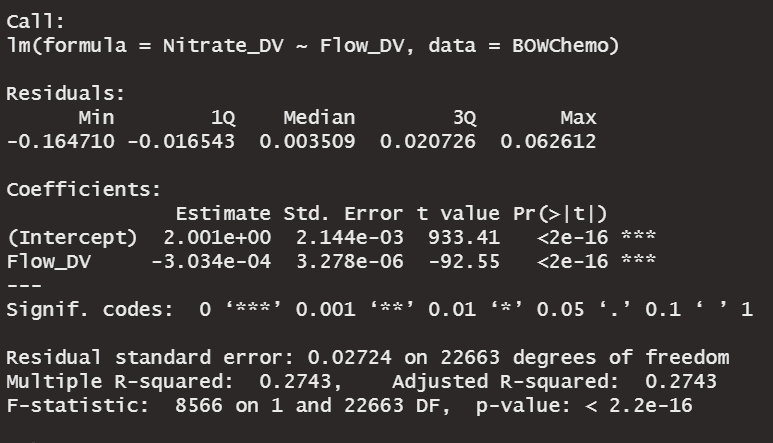 Call:
lm(formula = Nitrate_DV ~ Flow_DV, data = BOWChemo)
Residuals:
Min 1Q Median 3Q Max
-0.164710 -0.016543 0.003509 0.020726 0.062612
Coefficients:
Estimate Std. Error t value Pr(>|t|)
(Intercept) 2.001e+00 2.144e-03 933.41 <2e-16 ***
Flow_DV -3.034e-04 3.278e-06 -92.55 <2e-16 ***
---
Signif. codes: 0 ‘***’ 0.001 ‘**’ 0.01 ‘*’ 0.05 ‘.’ 0.1 ‘ ’ 1
Residual standard error: 0.02724 on 22663 degrees of freedom
Multiple R-squared: 0.2743, Adjusted R-squared: 0.2743
F-statistic: 8566 on 1 and 22663 DF, p-value: < 2.2e-16